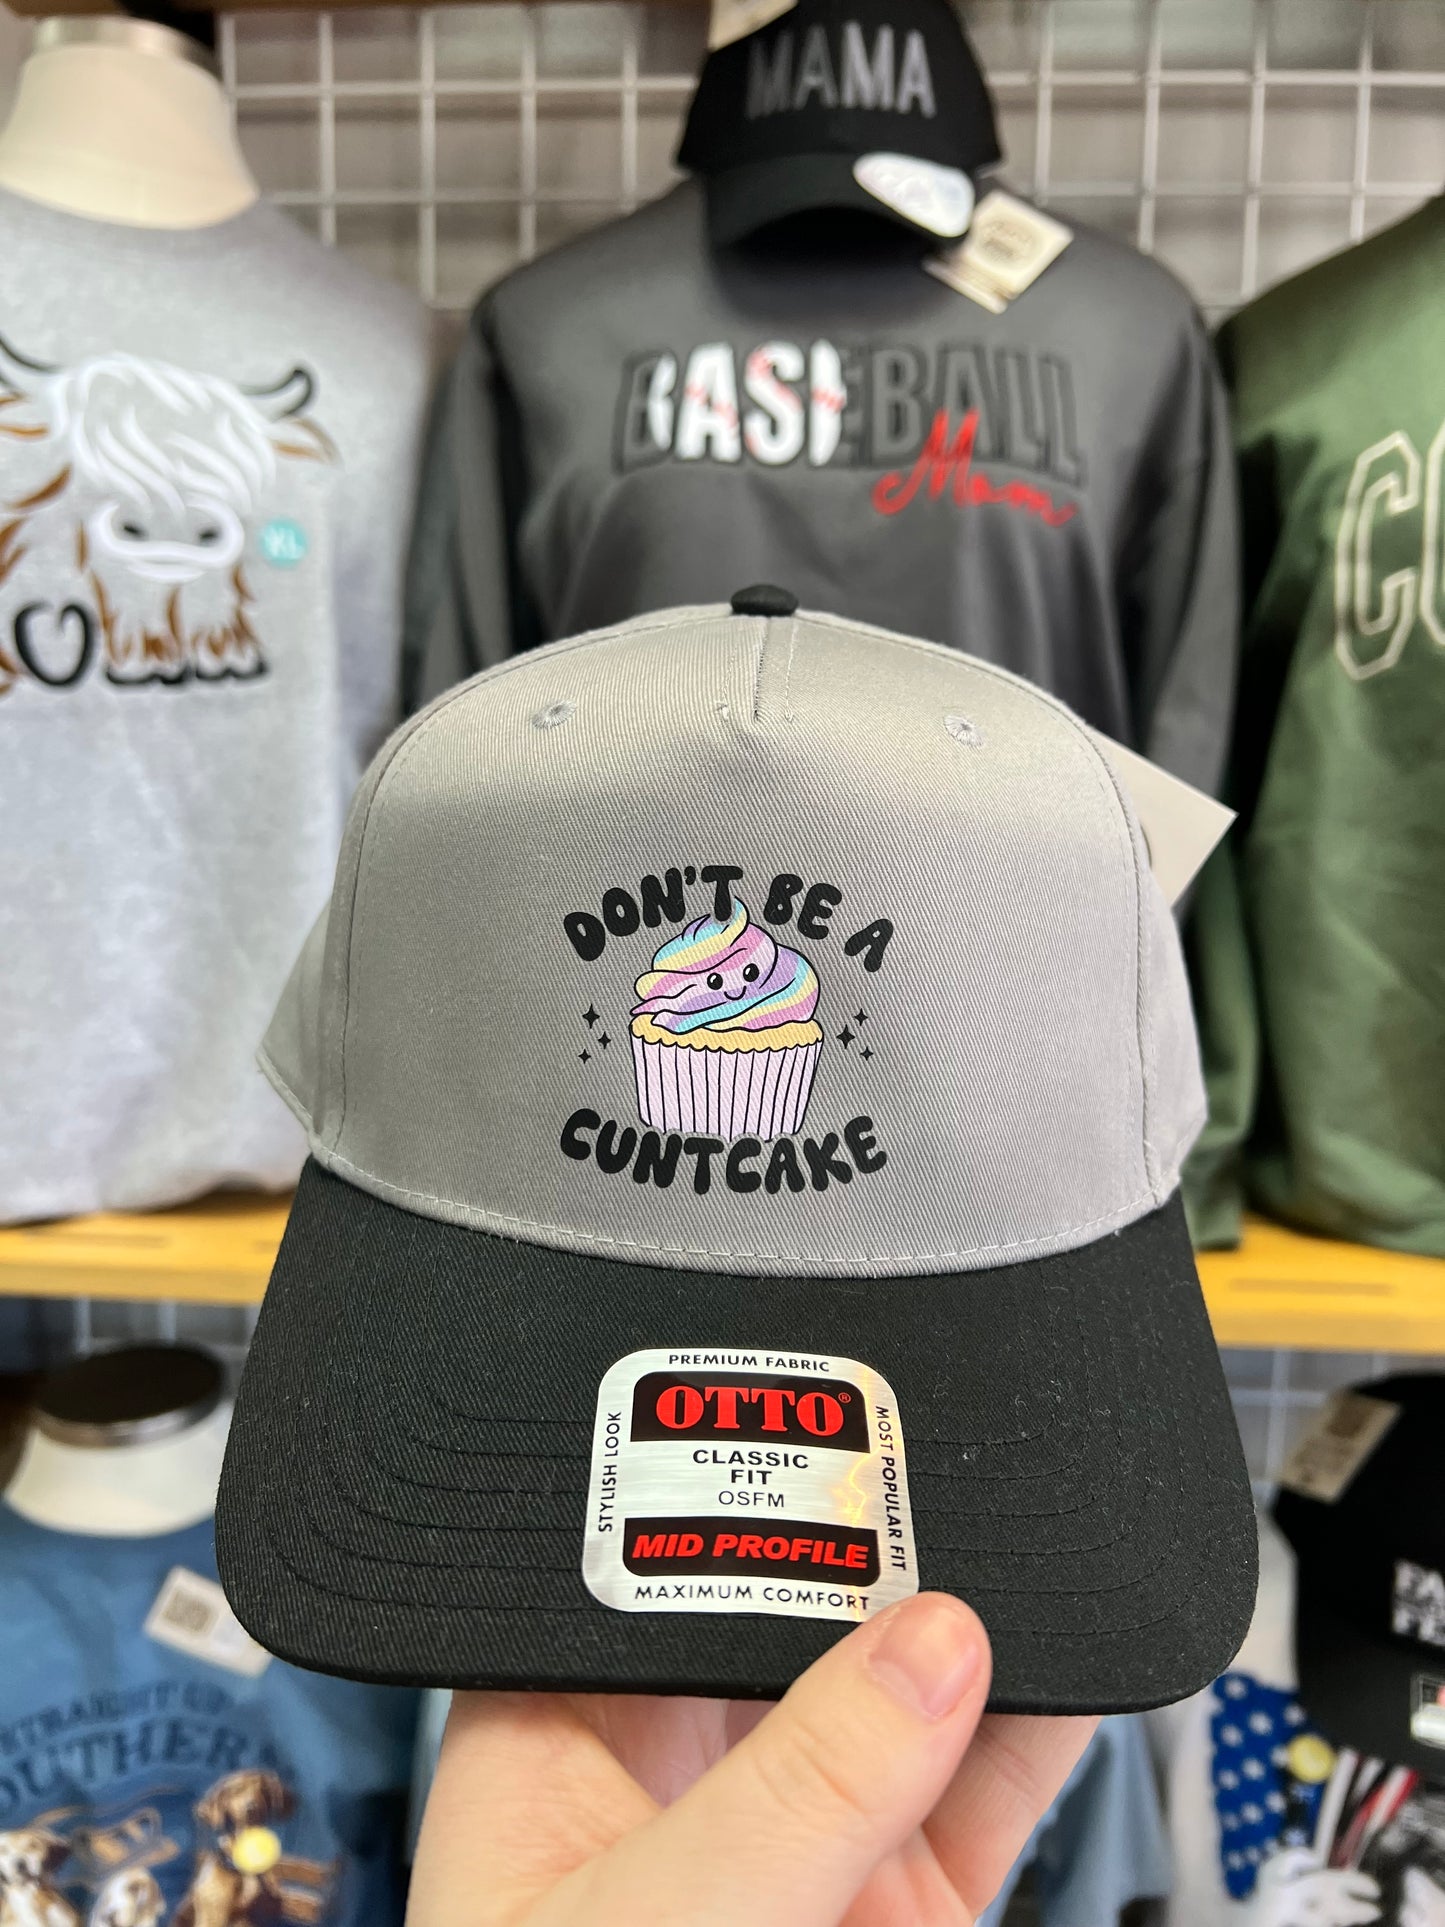 MAMA
BASEBALL
Mom
XL
CO
DON'T BE A
CUNTCAKE
PREMIUM FABRIC
OTTO®
STYLISH LOOK
CLASSIC
FIT
OSFM
MOST POPULAR FIT
MID PROFILE
MAXIMUM COMFORT